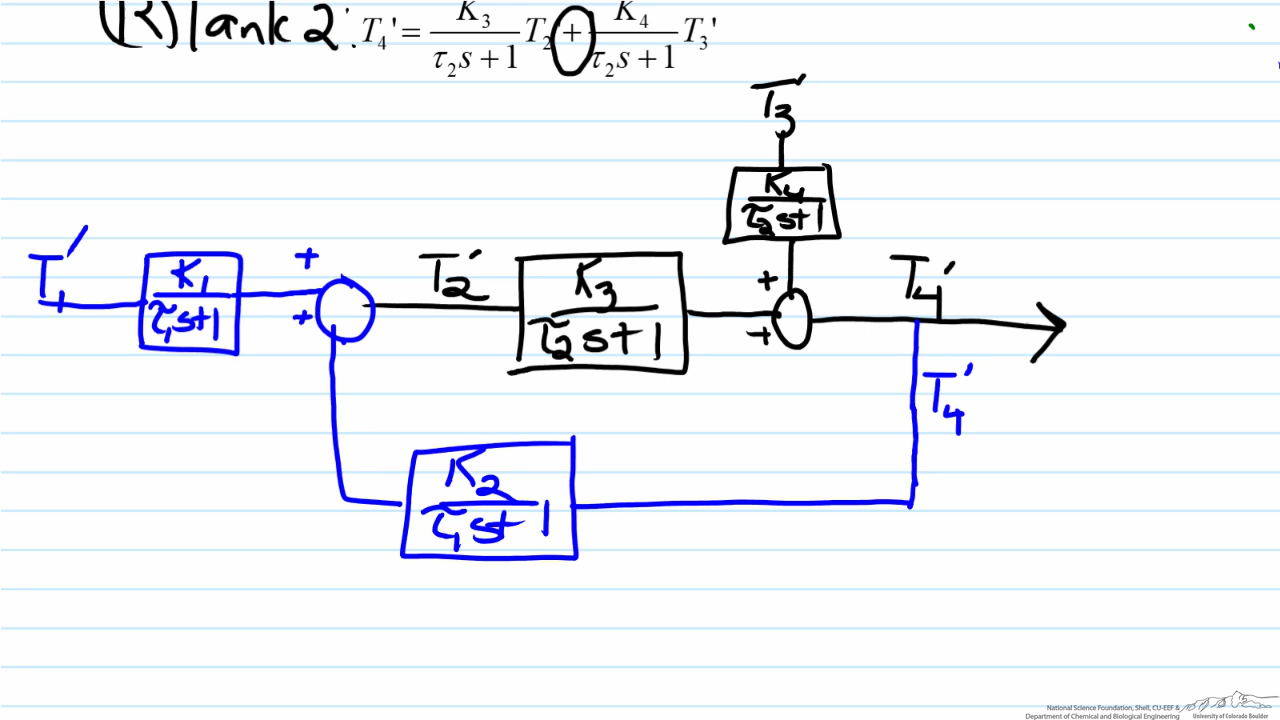 (R) Tank 2: T₄' = K₃/(τ₂s+1) T₂' + K₄/(τ₂s+1) T₃'
T₃'
K₄/(τ₂s+1)
T₁'
K₁/(τ₁s+1)
+
+
T₂'
K₃/(τ₂s+1)
+
+
T₄'
T₄'
K₂/(τ₁s+1)
National Science Foundation, Shell, CU-EEF &
Department of Chemical and Biological Engineering
University of Colorado Boulder